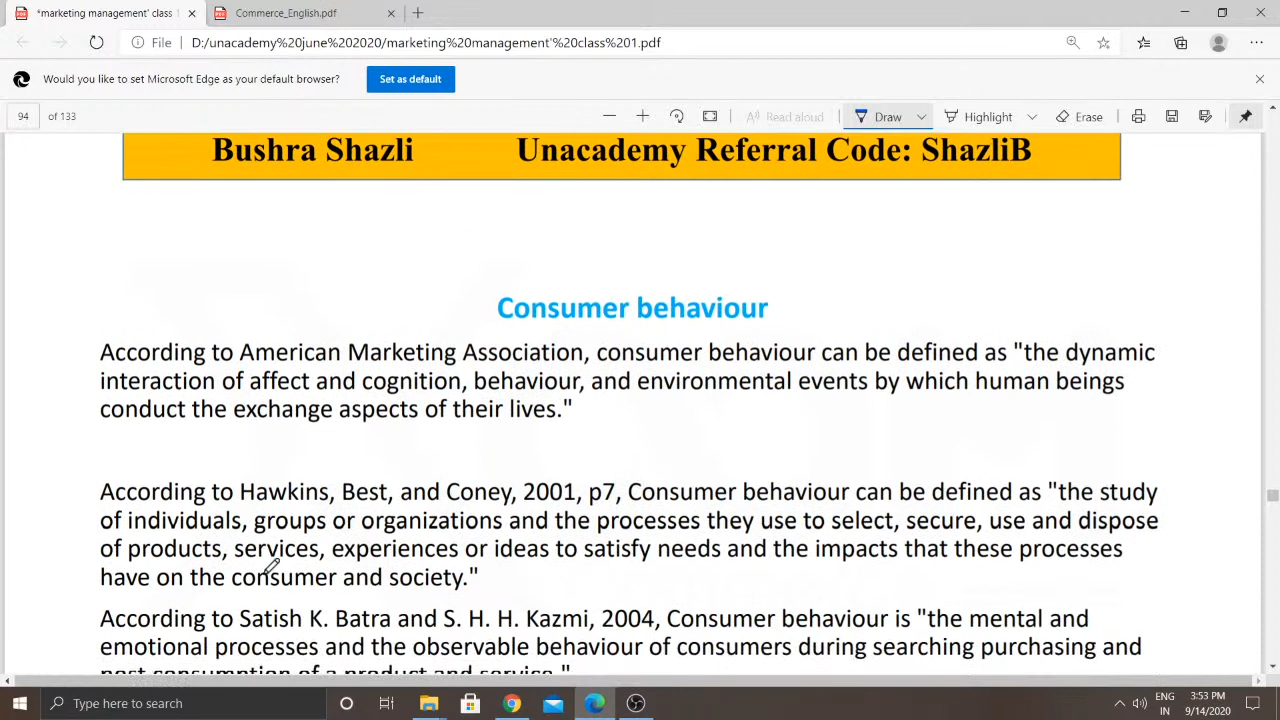 *marketing management' class 1
Commerce_English.pdf
File
D:/unacademy%20june%202020/marketing%20management'%20class%201.pdf
Would you like to set Microsoft Edge as your default browser?
Set as default
94 of 133
Read aloud
Draw
Highlight
Erase
Bushra Shazli Unacademy Referral Code: ShazliB
Consumer behaviour
According to American Marketing Association, consumer behaviour can be defined as "the dynamic
interaction of affect and cognition, behaviour, and environmental events by which human beings
conduct the exchange aspects of their lives."
According to Hawkins, Best, and Coney, 2001, p7, Consumer behaviour can be defined as "the study
of individuals, groups or organizations and the processes they use to select, secure, use and dispose
of products, services, experiences or ideas to satisfy needs and the impacts that these processes
have on the consumer and society."
According to Satish K. Batra and S. H. H. Kazmi, 2004, Consumer behaviour is "the mental and
emotional processes and the observable behaviour of consumers during searching purchasing and
post consumption of a product and service."
Type here to search
ENG
IN
3:53 PM
9/14/2020